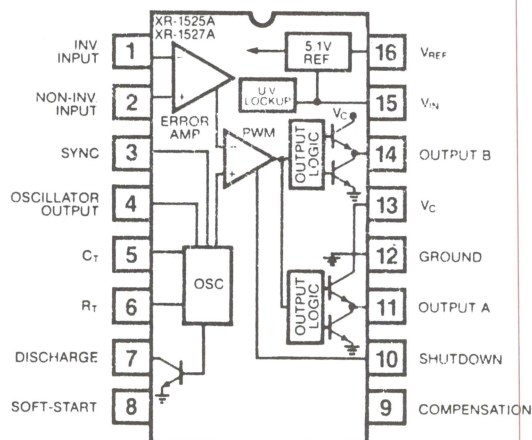 XR-1525A
XR-1527A
INV
INPUT
1
NON-INV.
INPUT
2
SYNC
3
OSCILLATOR
OUTPUT
4
CT
5
RT
6
DISCHARGE
7
SOFT-START
8
ERROR
AMP
PWM
OSC
5.1V
REF
U.V.
LOCKUP
VC
OUTPUT
LOGIC
OUTPUT
LOGIC
16
VREF
15
VIN
14
OUTPUT B
13
VC
12
GROUND
11
OUTPUT A
10
SHUTDOWN
9
COMPENSATION